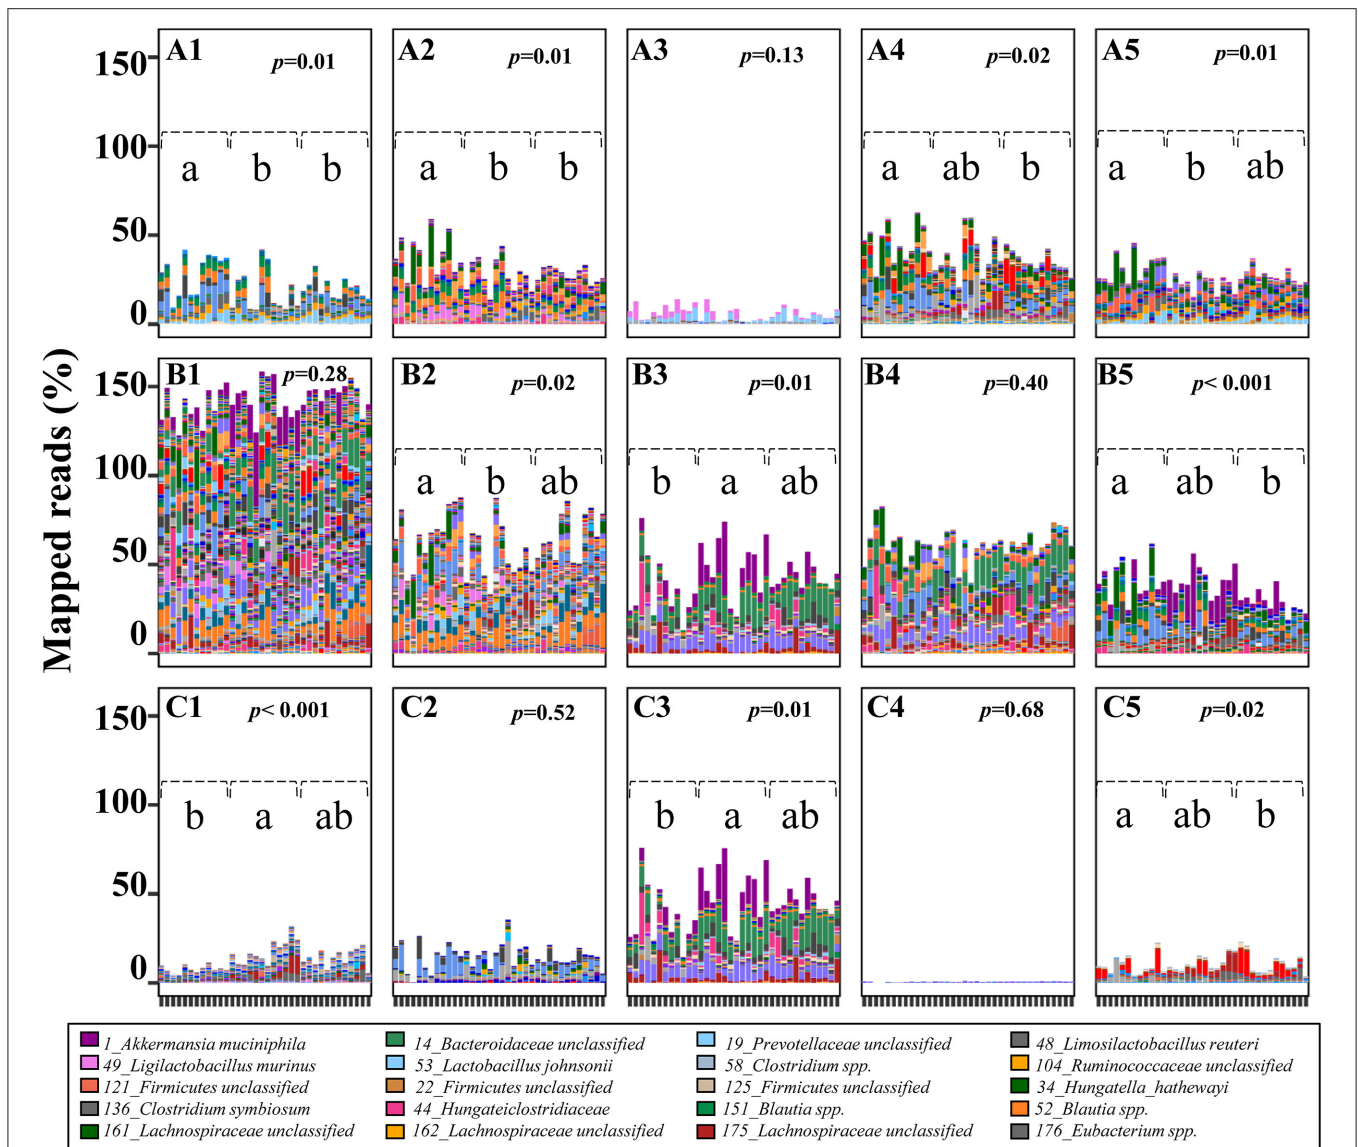 A1 p=0.01
A2 p=0.01
A3 p=0.13
A4 p=0.02
A5 p=0.01
150
100
50
0
a b b
a b b
a ab b
a b ab
Mapped reads (%)
B1 p=0.28
B2 p=0.02
B3 p=0.01
B4 p=0.40
B5 p< 0.001
150
100
50
0
a b ab
b a ab
a ab b
C1 p< 0.001
C2 p=0.52
C3 p=0.01
C4 p=0.68
C5 p=0.02
150
100
50
0
b a ab
b a ab
a ab b
1_Akkermansia muciniphila
14_Bacteroidaceae unclassified
19_Prevotellaceae unclassified
48_Limosilactobacillus reuteri
49_Ligilactobacillus murinus
53_Lactobacillus johnsonii
58_Clostridium spp.
104_Ruminococcaceae unclassified
121_Firmicutes unclassified
22_Firmicutes unclassified
125_Firmicutes unclassified
34_Hungatella_hathewayi
136_Clostridium symbiosum
44_Hungateiclostridiaceae
151_Blautia spp.
52_Blautia spp.
161_Lachnospiraceae unclassified
162_Lachnospiraceae unclassified
175_Lachnospiraceae unclassified
176_Eubacterium spp.